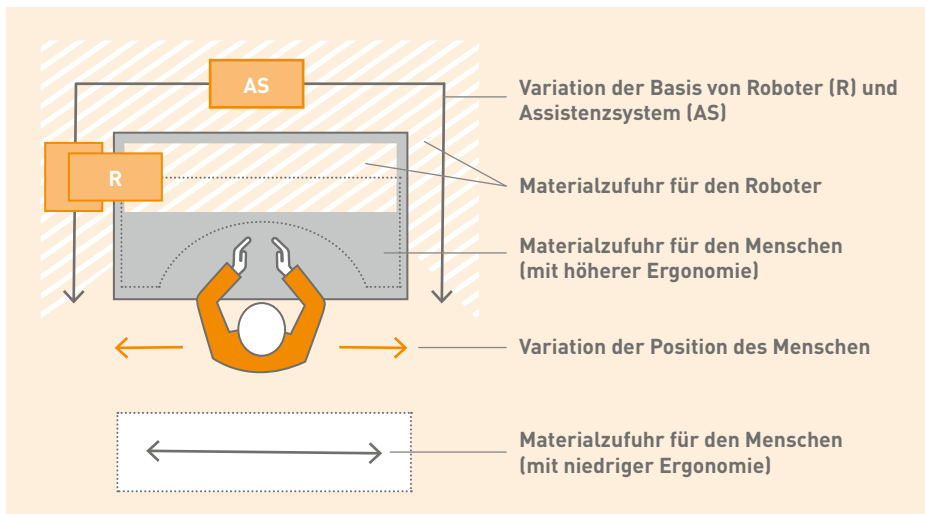 AS
R
Variation der Basis von Roboter (R) und
Assistenzsystem (AS)
Materialzufuhr für den Roboter
Materialzufuhr für den Menschen
(mit höherer Ergonomie)
Variation der Position des Menschen
Materialzufuhr für den Menschen
(mit niedriger Ergonomie)